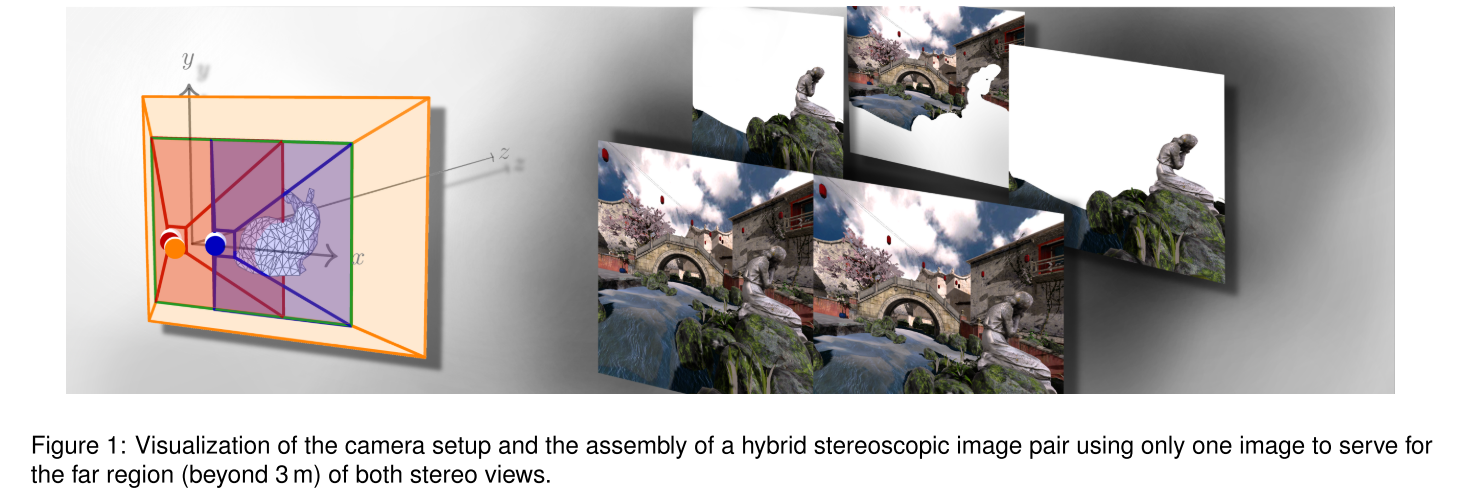 y
z
x
Figure 1: Visualization of the camera setup and the assembly of a hybrid stereoscopic image pair using only one image to serve for
the far region (beyond 3 m) of both stereo views.